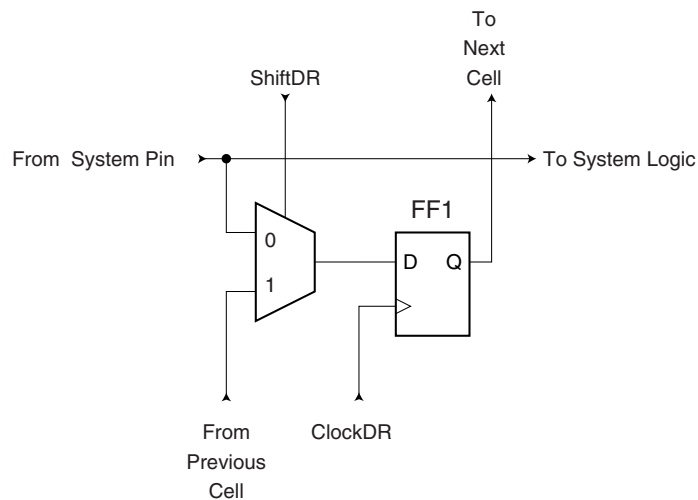 To
Next
Cell
ShiftDR
From System Pin
To System Logic
FF1
0
D Q
1
From
Previous
Cell
ClockDR